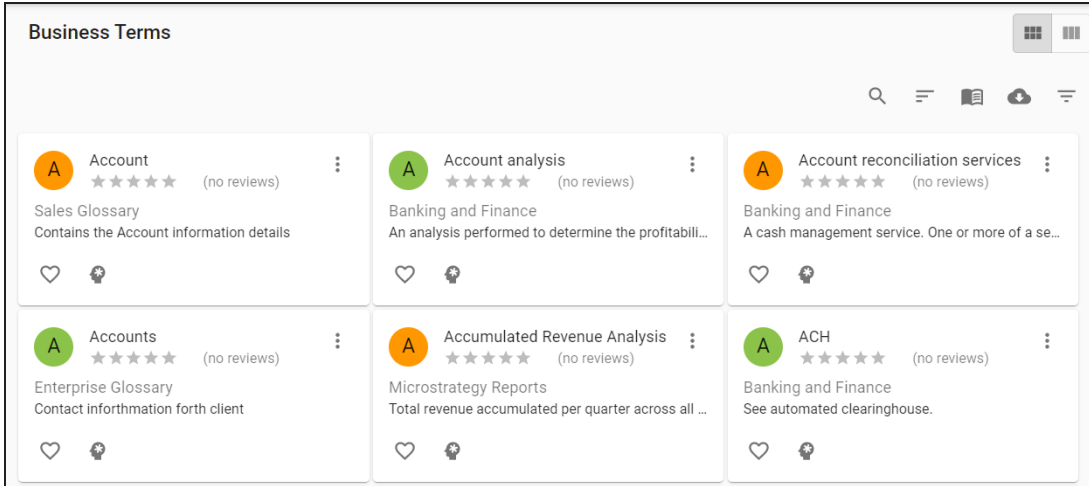 Business Terms
A Account
(no reviews)
Sales Glossary
Contains the Account information details
A Account analysis
(no reviews)
Banking and Finance
An analysis performed to determine the profitabili...
A Account reconciliation services
(no reviews)
Banking and Finance
A cash management service. One or more of a se...
A Accounts
(no reviews)
Enterprise Glossary
Contact inforthmation forth client
A Accumulated Revenue Analysis
(no reviews)
Microstrategy Reports
Total revenue accumulated per quarter across all ...
A ACH
(no reviews)
Banking and Finance
See automated clearinghouse.